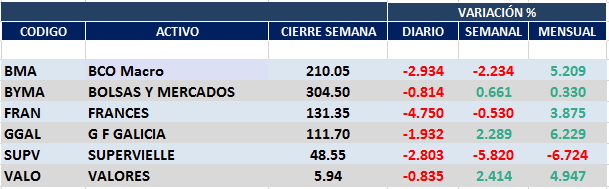 VARIACIÓN %
CODIGO ACTIVO CIERRE SEMANA DIARIO SEMANAL MENSUAL
BMA BCO Macro 210.05 -2.934 -2.234 5.209
BYMA BOLSAS Y MERCADOS 304.50 -0.814 0.661 0.330
FRAN FRANCES 131.35 -4.750 -0.530 3.875
GGAL G F GALICIA 111.70 -1.932 2.289 6.229
SUPV SUPERVIELLE 48.55 -2.803 -5.820 -6.724
VALO VALORES 5.94 -0.835 2.414 4.947